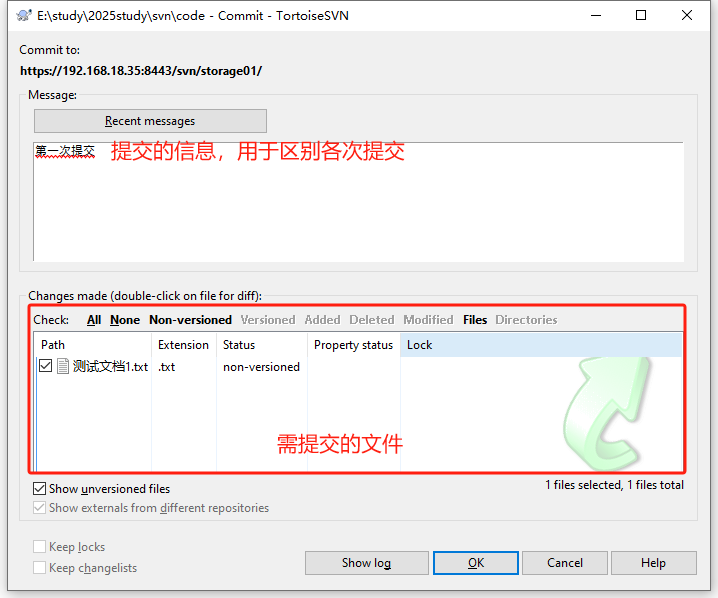 E:\study\2025study\svn\code - Commit - TortoiseSVN
Commit to:
https://192.168.18.35:8443/svn/storage01/
Message:
Recent messages
第一次提交 提交的信息，用于区别各次提交
Changes made (double-click on file for diff):
Check: All None Non-versioned Versioned Added Deleted Modified Files Directories
Path Extension Status Property status Lock
测试文档1.txt .txt non-versioned
需提交的文件
Show unversioned files 1 files selected, 1 files total
Show externals from different repositories
Keep locks
Keep changelists
Show log OK Cancel Help